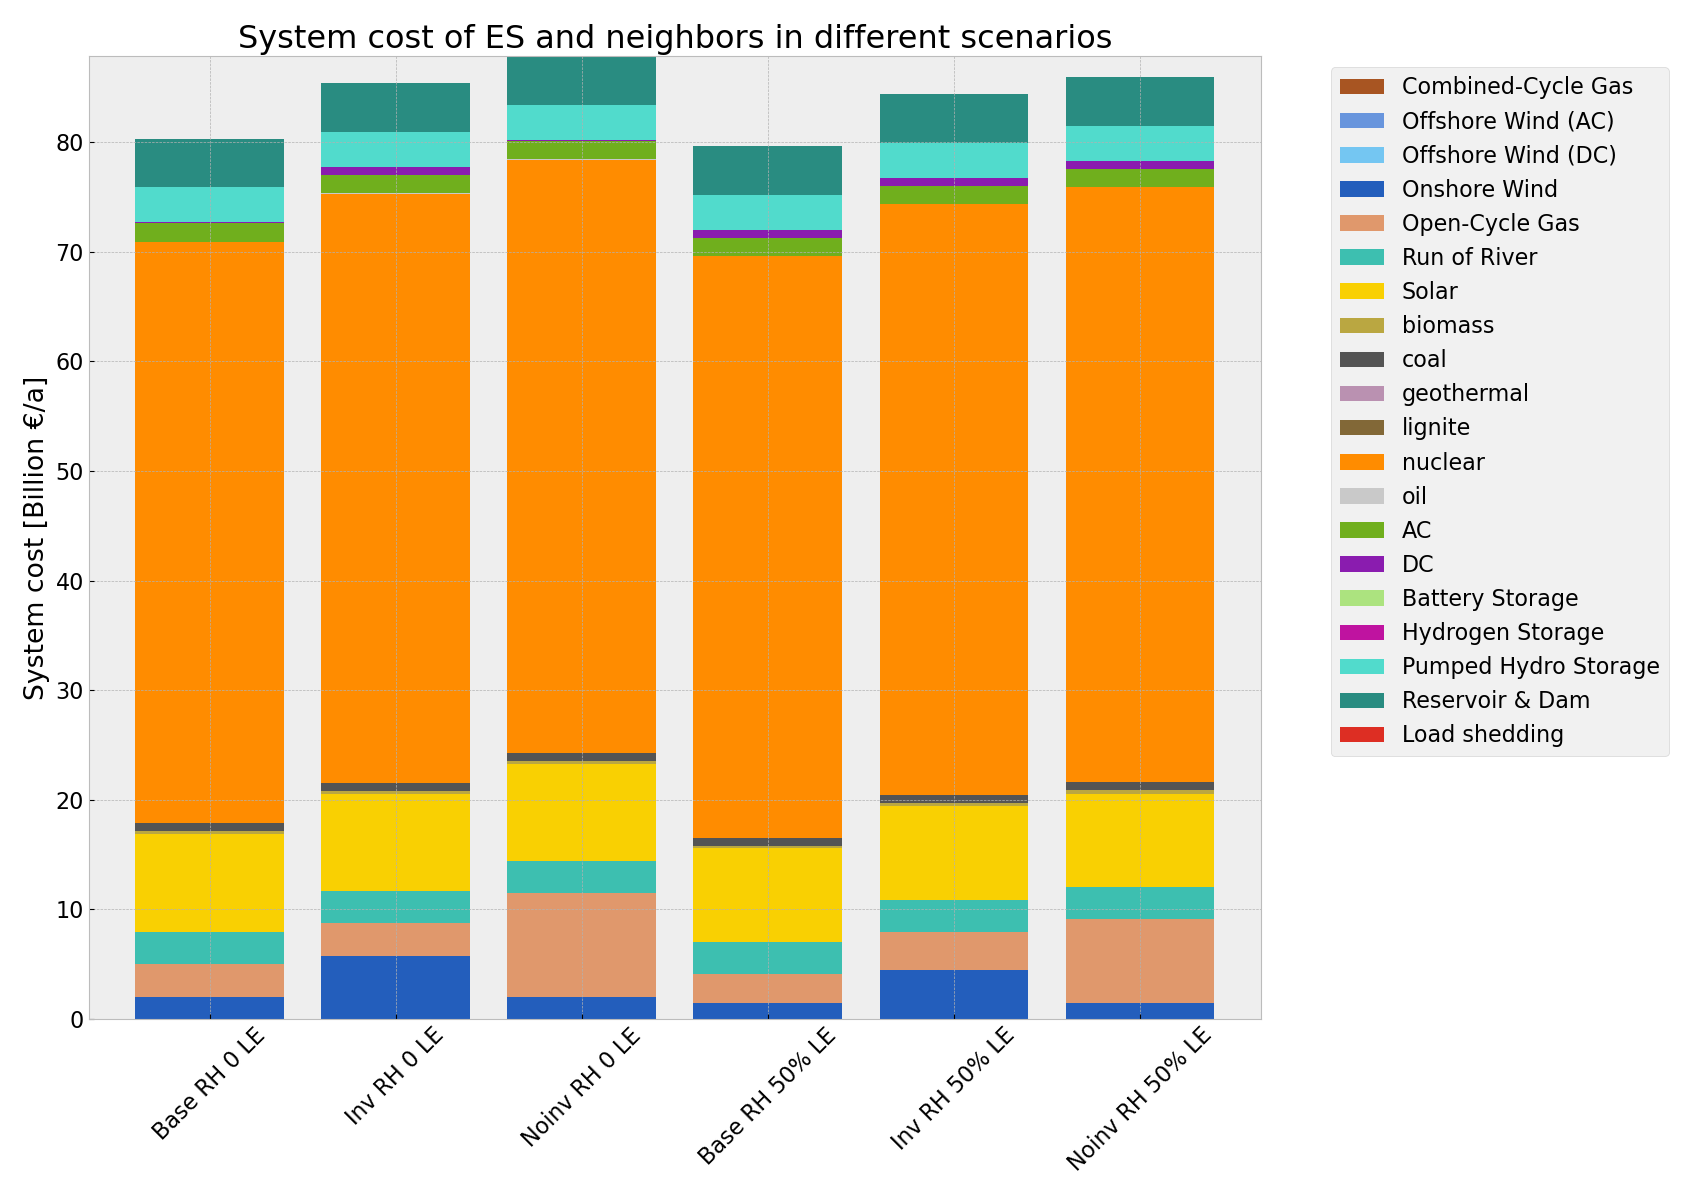 System cost of ES and neighbors in different scenarios
System cost [Billion €/a]
80
70
60
50
40
30
20
10
0
Base RH 0 LE
Inv RH 0 LE
Noinv RH 0 LE
Base RH 50% LE
Inv RH 50% LE
Noinv RH 50% LE
Combined-Cycle Gas
Offshore Wind (AC)
Offshore Wind (DC)
Onshore Wind
Open-Cycle Gas
Run of River
Solar
biomass
coal
geothermal
lignite
nuclear
oil
AC
DC
Battery Storage
Hydrogen Storage
Pumped Hydro Storage
Reservoir & Dam
Load shedding